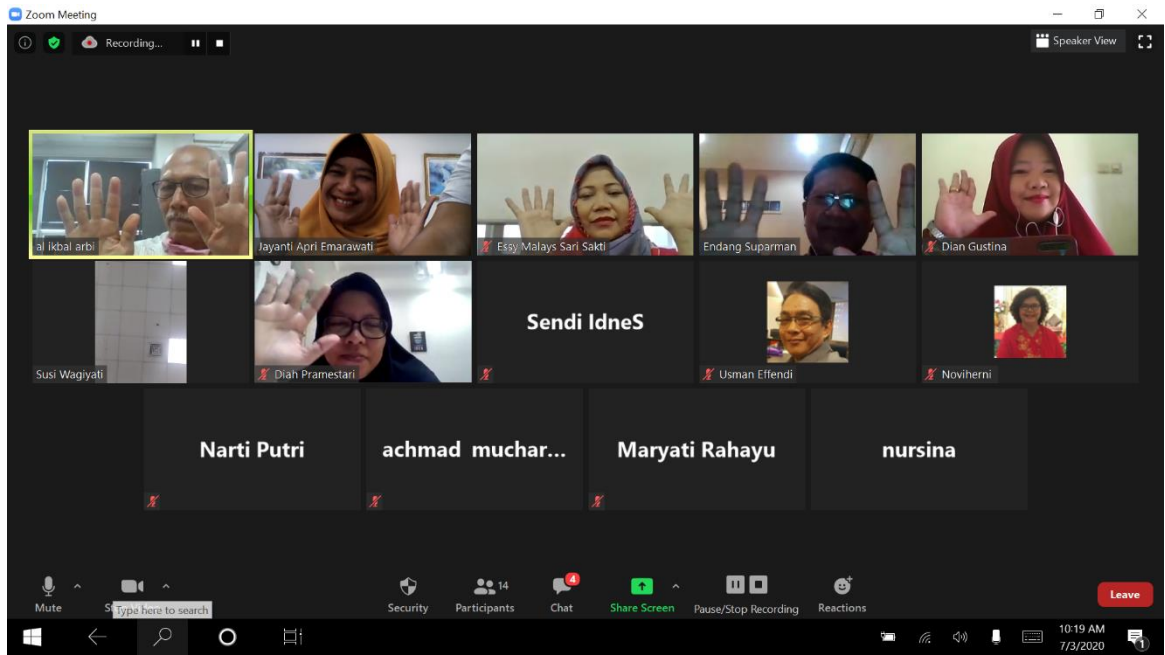 Zoom Meeting
Recording...
Speaker View
al ikbal arbi
Jayanti Apri Emarawati
Essy Malays Sari Sakti
Endang Suparman
Dian Gustina
Susi Wagiyati
Diah Pramestari
Sendi IdneS
Usman Effendi
Noviherni
Narti Putri
achmad muchar...
Maryati Rahayu
nursina
Mute
Type here to search
Security
Participants
14
Chat
4
Share Screen
Pause/Stop Recording
Reactions
Leave
10:19 AM
7/3/2020
1